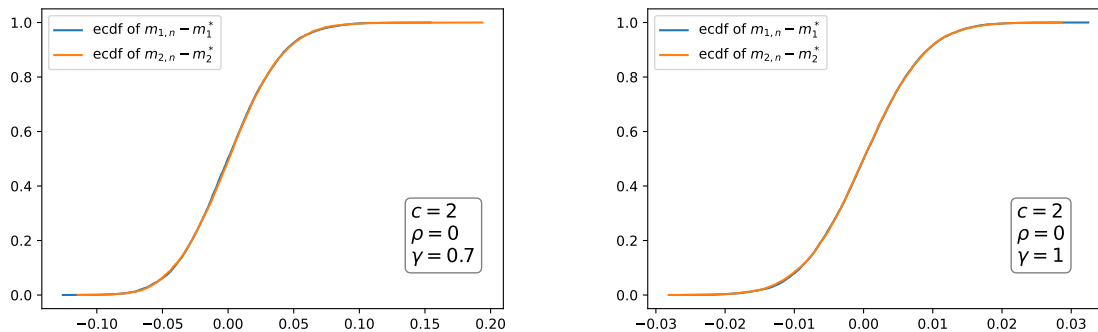 1.0
0.8
0.6
0.4
0.2
0.0
ecdf of m₁,ₙ − m₁*
ecdf of m₂,ₙ − m₂*
c = 2
ρ = 0
γ = 0.7
−0.10 −0.05 0.00 0.05 0.10 0.15 0.20
1.0
0.8
0.6
0.4
0.2
0.0
ecdf of m₁,ₙ − m₁*
ecdf of m₂,ₙ − m₂*
c = 2
ρ = 0
γ = 1
−0.03 −0.02 −0.01 0.00 0.01 0.02 0.03